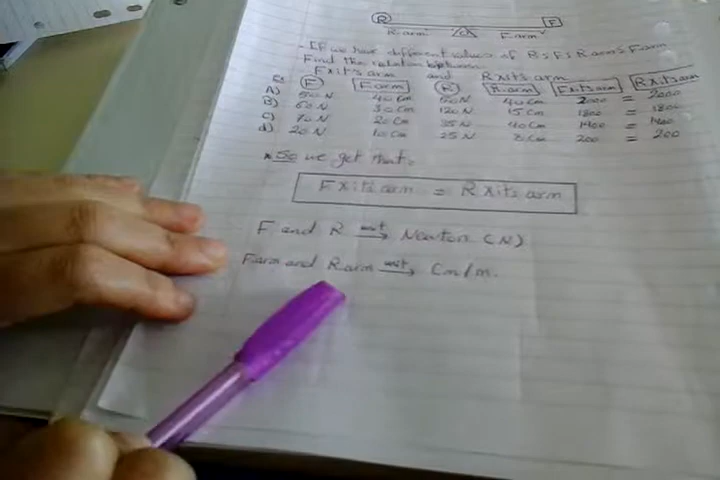 R F
R.arm F.arm
- If we have different values of R & F & R arm & F.arm
Find the relation between
F x its arm and R x its arm
Ex F F.arm R R.arm F x its arm R x its arm
a) 50 N 40 Cm 50 N 40 Cm 2000 = 2000
b) 60 N 30 Cm 120 N 15 Cm 1800 = 1800
c) 70 N 20 Cm 35 N 40 Cm 1400 = 1400
d) 20 N 10 Cm 25 N 8 Cm 200 = 200
* So we get that:
F x its arm = R x its arm
F and R unit → Newton (N)
Farm and Rarm unit → Cm/m.